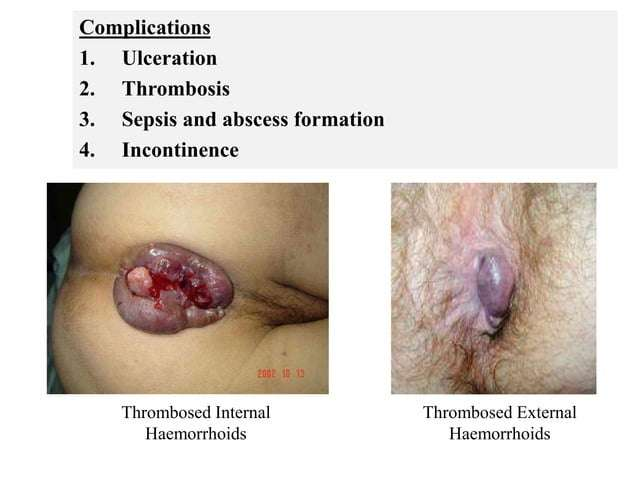 Complications
1. Ulceration
2. Thrombosis
3. Sepsis and abscess formation
4. Incontinence
2002 10 13
Thrombosed Internal
Haemorrhoids
Thrombosed External
Haemorrhoids